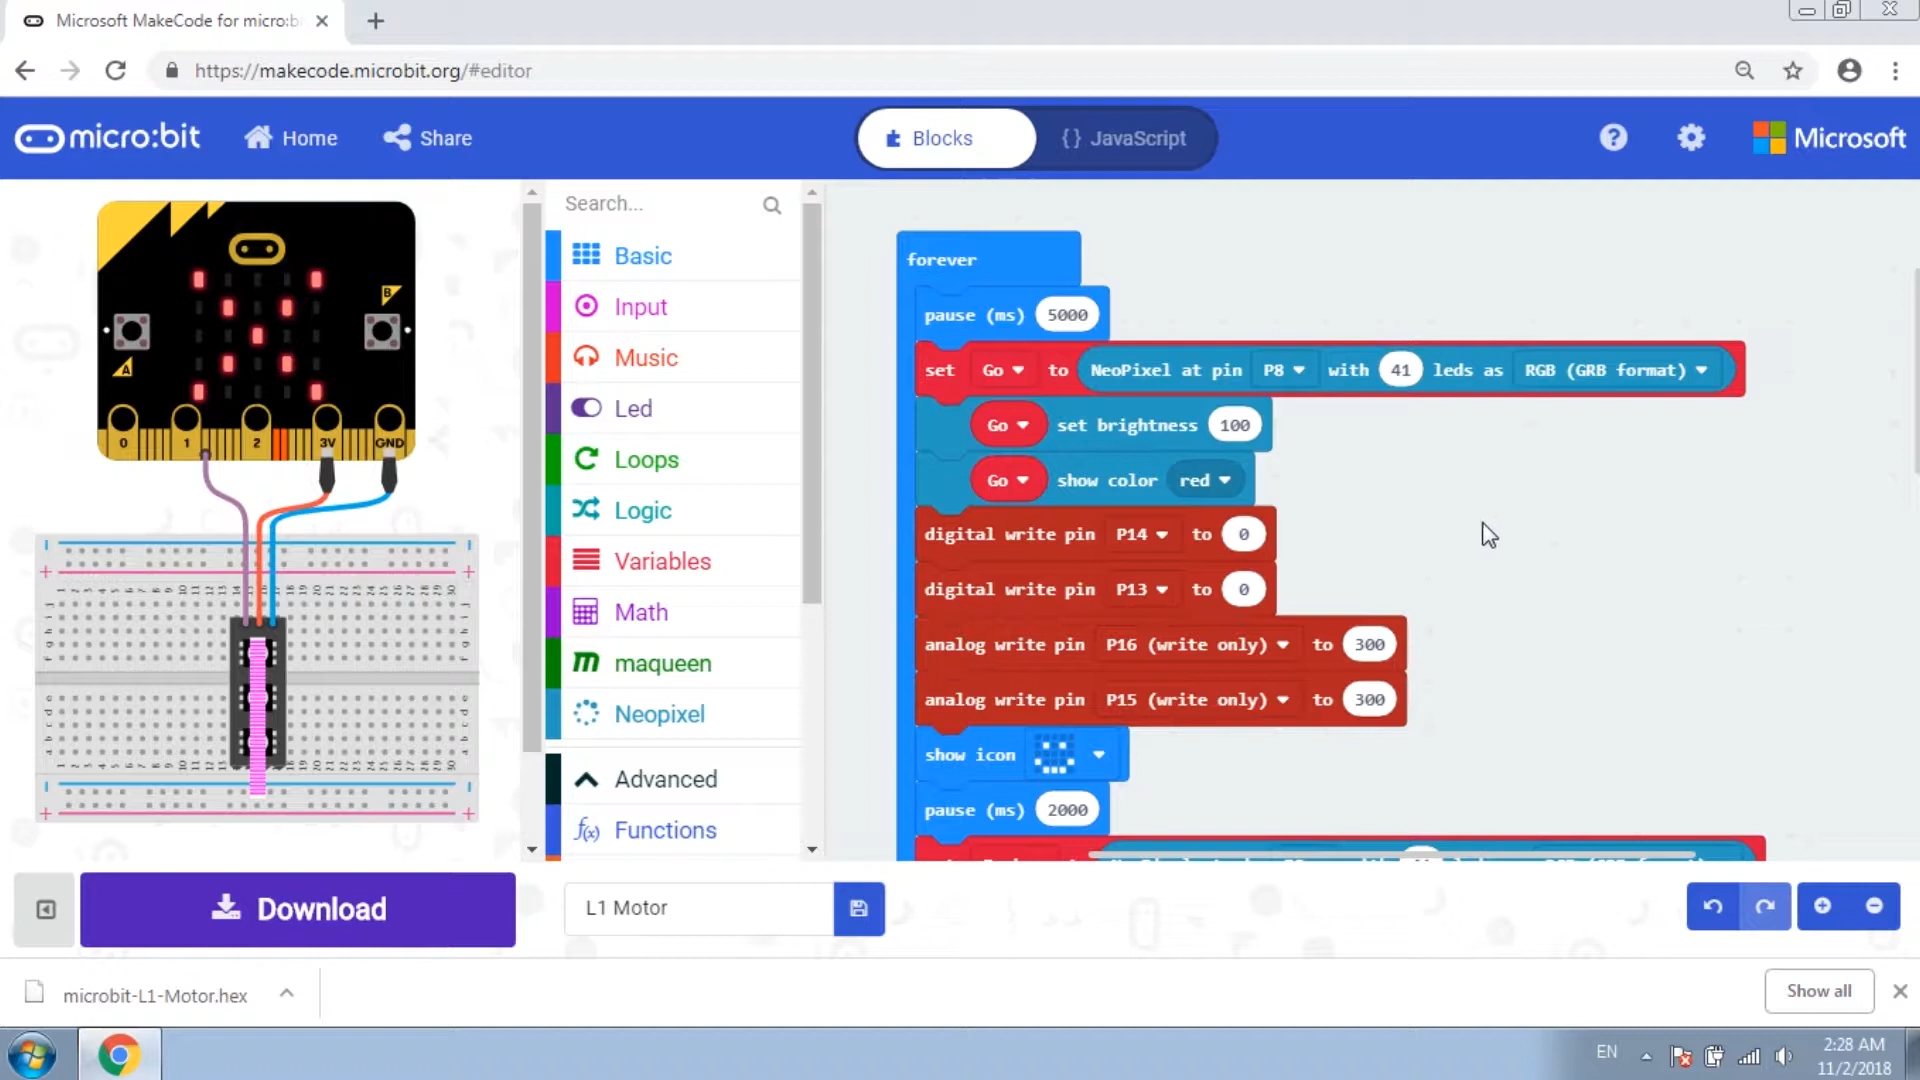 Microsoft MakeCode for micro:b
https://makecode.microbit.org/#editor
micro:bit
Home
Share
Blocks
{} JavaScript
Microsoft
A
B
0 1 2 3V GND
Search...
Basic
Input
Music
Led
Loops
Logic
Variables
Math
maqueen
Neopixel
Advanced
Functions
forever
pause (ms) 5000
set Go to NeoPixel at pin P8 with 41 leds as RGB (GRB format)
Go set brightness 100
Go show color red
digital write pin P14 to 0
digital write pin P13 to 0
analog write pin P16 (write only) to 300
analog write pin P15 (write only) to 300
show icon
pause (ms) 2000
Download
L1 Motor
microbit-L1-Motor.hex
Show all
EN
2:28 AM
11/2/2018